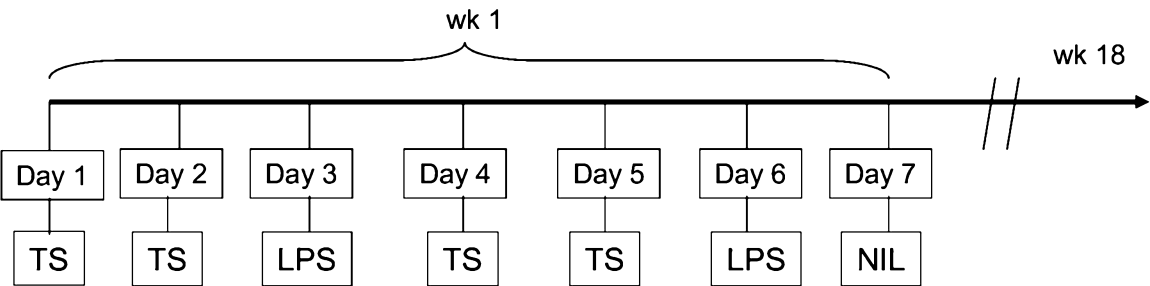 wk 1
wk 18
Day 1 Day 2 Day 3 Day 4 Day 5 Day 6 Day 7
TS TS LPS TS TS LPS NIL